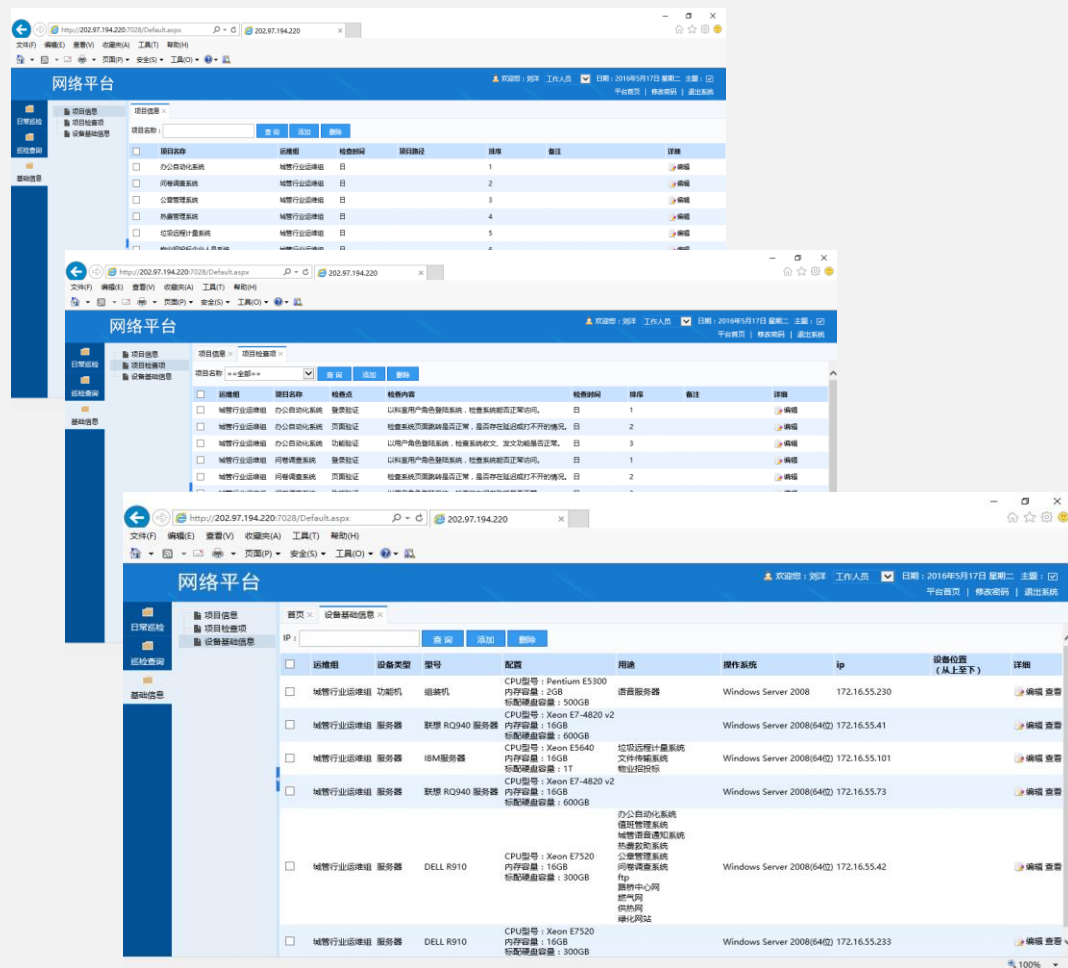 http://202.97.194.220:7028/Default.aspx
202.97.194.220
文件(F) 编辑(E) 查看(V) 收藏夹(A) 工具(T) 帮助(H)
页面(P) 安全(S) 工具(O)
网络平台
欢迎您：刘洋 工作人员 日期：2016年5月17日 星期二 主题：
平台首页 | 修改密码 | 退出系统
日常巡检
巡检查询
基础信息
项目信息
项目检查项
设备基础信息
项目信息
项目名称： 查询 添加 删除
项目名称 运维组 检查时间 项目路径 排序 备注 详细
办公自动化系统 城管行业运维组 日 1 编辑
问卷调查系统 城管行业运维组 日 2 编辑
公章管理系统 城管行业运维组 日 3 编辑
热费管理系统 城管行业运维组 日 4 编辑
垃圾远程计量系统 城管行业运维组 日 5 编辑
http://202.97.194.220:7028/Default.aspx
202.97.194.220
文件(F) 编辑(E) 查看(V) 收藏夹(A) 工具(T) 帮助(H)
页面(P) 安全(S) 工具(O)
网络平台
欢迎您：刘洋 工作人员 日期：2016年5月17日 星期二 主题：
平台首页 | 修改密码 | 退出系统
日常巡检
巡检查询
基础信息
项目信息
项目检查项
设备基础信息
项目信息 项目检查项
项目名称 ==全部== 查询 添加 删除
运维组 项目名称 检查点 检查内容 检查时间 排序 备注 详细
城管行业运维组 办公自动化系统 登录验证 以科室用户角色登陆系统，检查系统能否正常访问。 日 1 编辑
城管行业运维组 办公自动化系统 页面验证 检查系统页面跳转是否正常，是否存在延迟或打不开的情况。 日 2 编辑
城管行业运维组 办公自动化系统 功能验证 以用户角色登陆系统，检查系统收文、发文功能是否正常。 日 3 编辑
城管行业运维组 问卷调查系统 登录验证 以科室用户角色登陆系统，检查系统能否正常访问。 日 1 编辑
城管行业运维组 问卷调查系统 页面验证 检查系统页面跳转是否正常，是否存在延迟或打不开的情况。 日 2 编辑
http://202.97.194.220:7028/Default.aspx
202.97.194.220
文件(F) 编辑(E) 查看(V) 收藏夹(A) 工具(T) 帮助(H)
页面(P) 安全(S) 工具(O)
网络平台
欢迎您：刘洋 工作人员 日期：2016年5月17日 星期二 主题：
平台首页 | 修改密码 | 退出系统
日常巡检
巡检查询
基础信息
项目信息
项目检查项
设备基础信息
首页 设备基础信息
IP： 查询 添加 删除
运维组 设备类型 型号 配置 用途 操作系统 ip 设备位置 详细
（从上至下）
CPU型号：Pentium E5300
城管行业运维组 功能机 组装机 内存容量：2GB 语音服务器 Windows Server 2008 172.16.55.230 编辑 查看
标配硬盘容量：500GB
CPU型号：Xeon E7-4820 v2
城管行业运维组 服务器 联想 RQ940 服务器 内存容量：16GB Windows Server 2008(64位) 172.16.55.41 编辑 查看
标配硬盘容量：600GB
CPU型号：Xeon E5640 垃圾远程计量系统
城管行业运维组 服务器 IBM服务器 内存容量：16GB 文件传输系统 Windows Server 2008(64位) 172.16.55.101 编辑 查看
标配硬盘容量：1T 物业招投标
CPU型号：Xeon E7-4820 v2
城管行业运维组 服务器 联想 RQ940 服务器 内存容量：16GB Windows Server 2008(64位) 172.16.55.73 编辑 查看
标配硬盘容量：600GB
办公自动化系统
值班管理系统
城管语音通知系统
热费救助系统
CPU型号：Xeon E7520 公章管理系统
城管行业运维组 服务器 DELL R910 内存容量：16GB 问卷调查系统 Windows Server 2008(64位) 172.16.55.42 编辑 查看
标配硬盘容量：300GB ftp
路桥中心网
燃气网
供热网
绿化网站
CPU型号：Xeon E7520
城管行业运维组 服务器 DELL R910 内存容量：16GB Windows Server 2008(64位) 172.16.55.233 编辑 查看
标配硬盘容量：300GB
100%